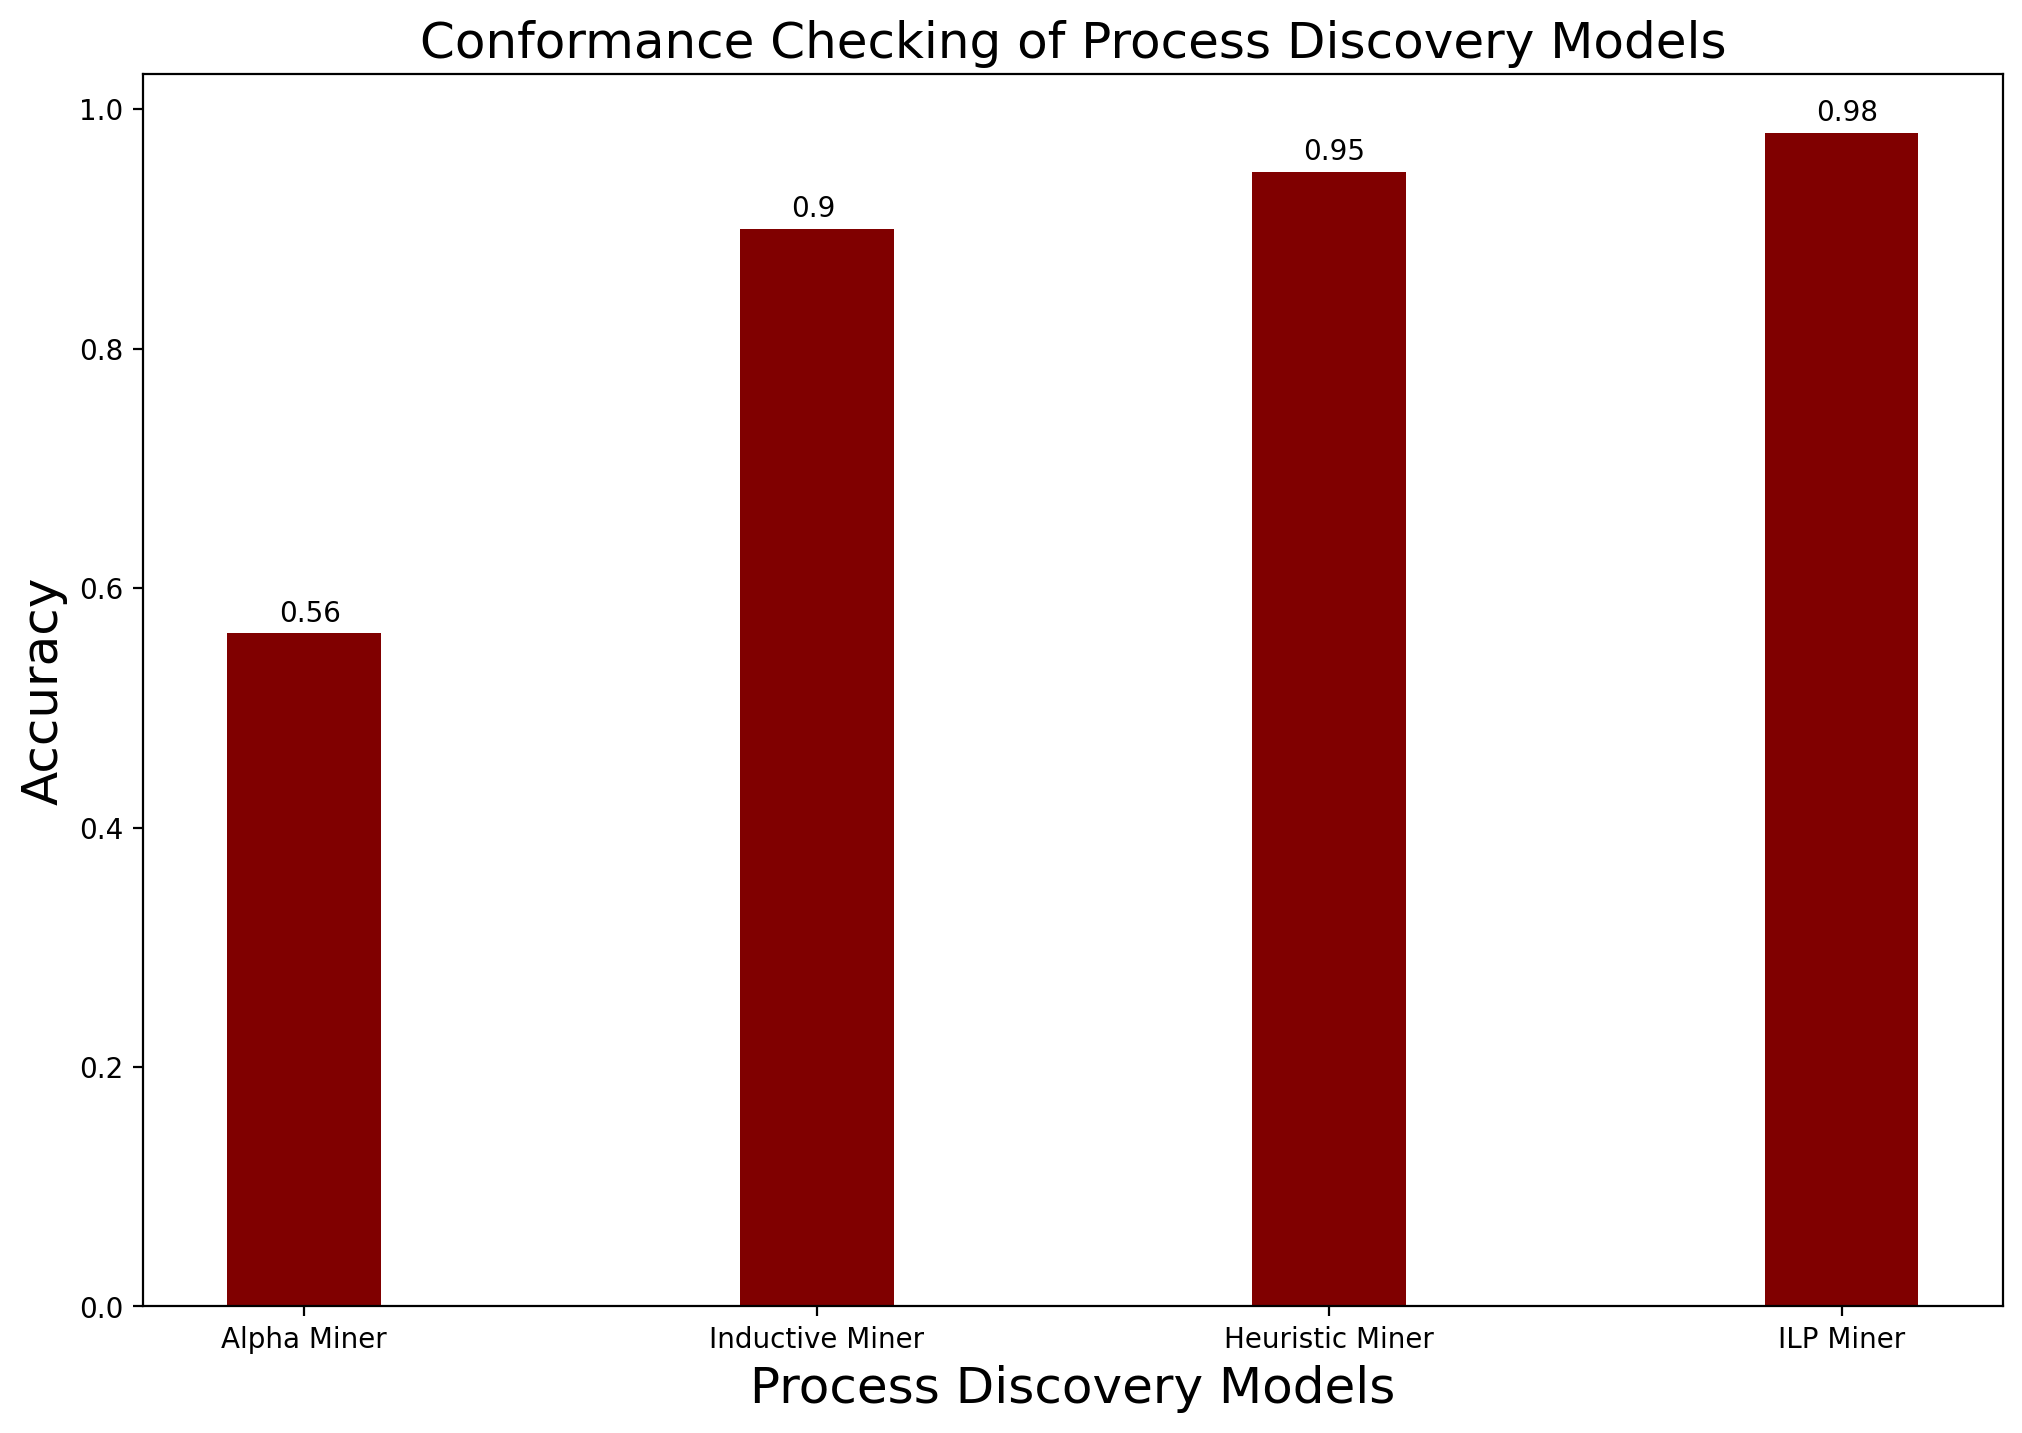 Conformance Checking of Process Discovery Models
1.0
0.8
0.6
0.4
0.2
0.0
Accuracy
0.56
0.9
0.95
0.98
Alpha Miner
Inductive Miner
Heuristic Miner
ILP Miner
Process Discovery Models